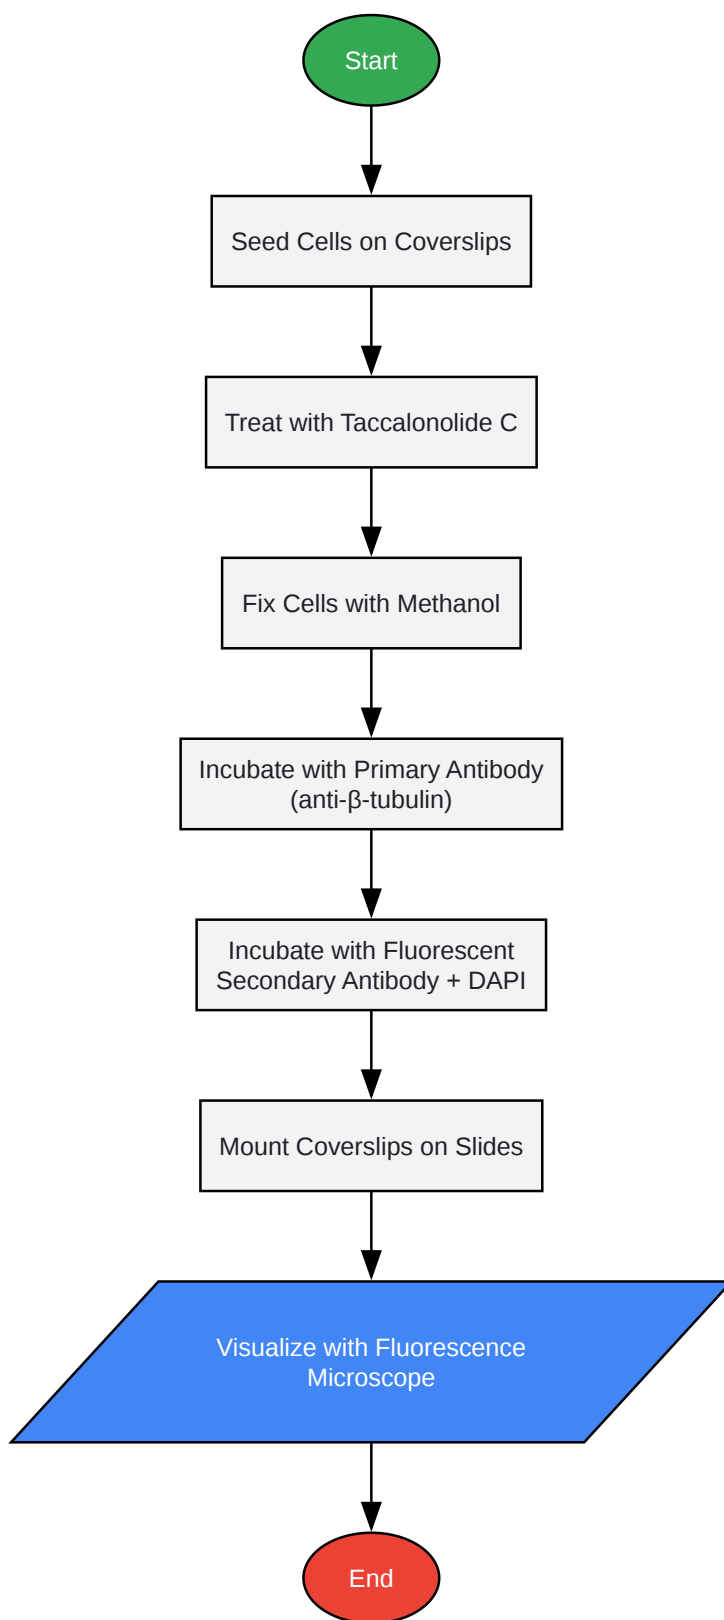 Start
Seed Cells on Coverslips
Treat with Taccalonolide C
Fix Cells with Methanol
Incubate with Primary Antibody
(anti-β-tubulin)
Incubate with Fluorescent
Secondary Antibody + DAPI
Mount Coverslips on Slides
Visualize with Fluorescence
Microscope
End